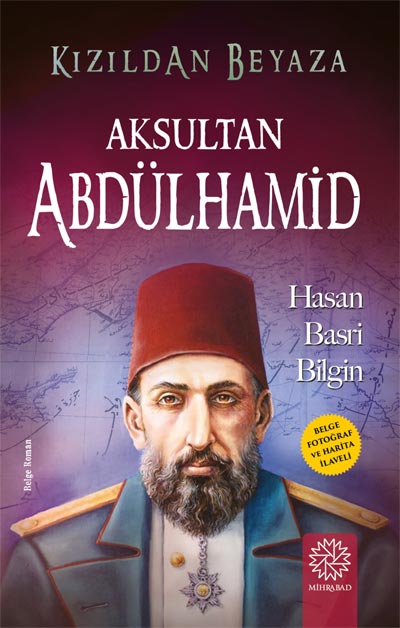 KIZILDAN BEYAZA
AKSULTAN
ABDÜLHAMİD
Hasan
Basri
Bilgin
BELGE
FOTOĞRAF
VE HARİTA
İLAVELİ
Belge Roman
MİHRABAD